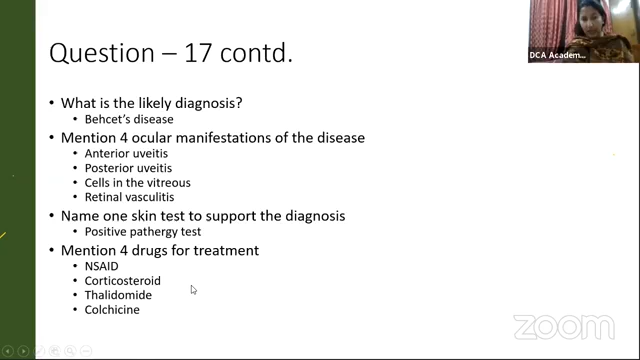 Question – 17 contd.
DCA Academ...
• What is the likely diagnosis?
• Behcet's disease
• Mention 4 ocular manifestations of the disease
• Anterior uveitis
• Posterior uveitis
• Cells in the vitreous
• Retinal vasculitis
• Name one skin test to support the diagnosis
• Positive pathergy test
• Mention 4 drugs for treatment
• NSAID
• Corticosteroid
• Thalidomide
• Colchicine
zoom